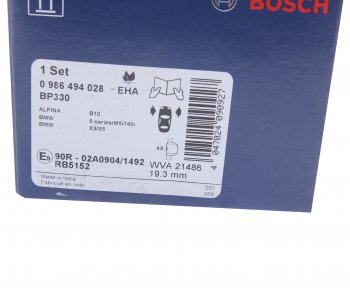 BOSCH
1 Set
0 986 494 028
-EHA
BP330
ALPINA B10
BMW 5-series/M5/740i
BMW X3/X5
4X
4 047024 090927
E9 90R - 02A0904/1492
RB5152
WVA 21486
19,3 mm
Made in India
Fabriqué en Inde